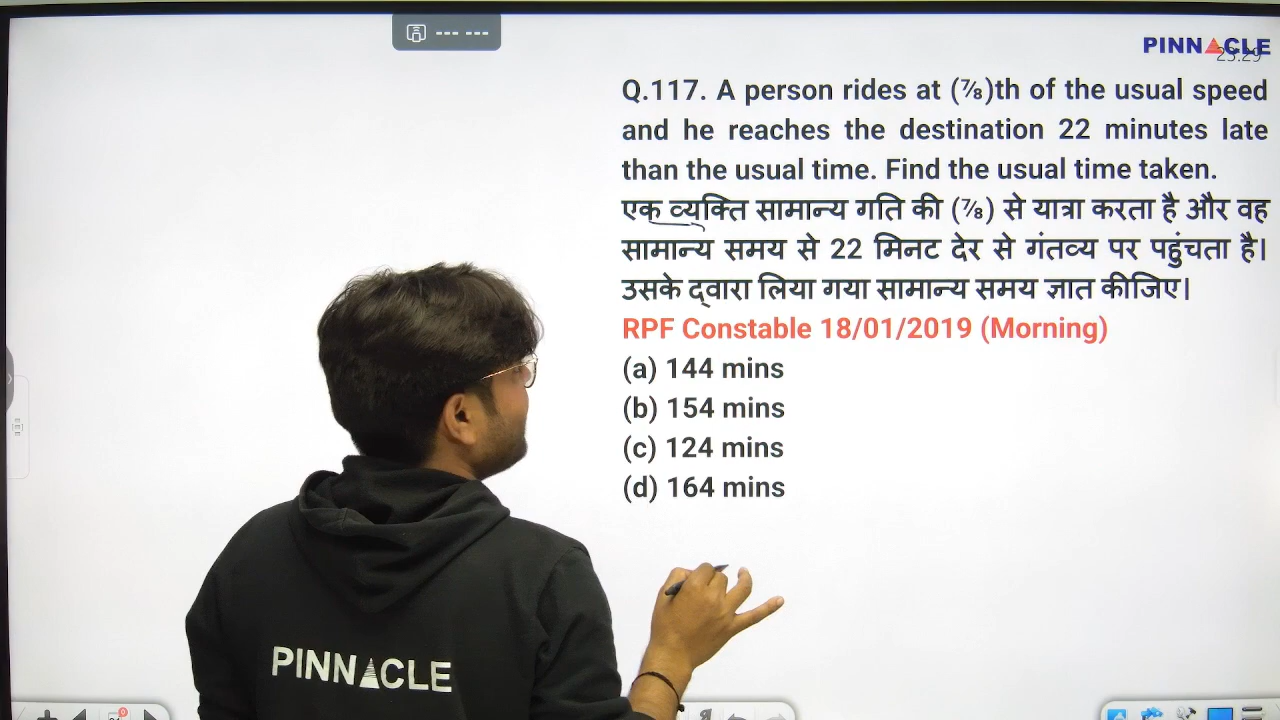 PINNACLE
23:29
Q.117. A person rides at (⅞)th of the usual speed
and he reaches the destination 22 minutes late
than the usual time. Find the usual time taken.
एक व्यक्ति सामान्य गति की (⅞) से यात्रा करता है और वह
सामान्य समय से 22 मिनट देर से गंतव्य पर पहुंचता है।
उसके द्वारा लिया गया सामान्य समय ज्ञात कीजिए।
RPF Constable 18/01/2019 (Morning)
(a) 144 mins
(b) 154 mins
(c) 124 mins
(d) 164 mins
PINNACLE